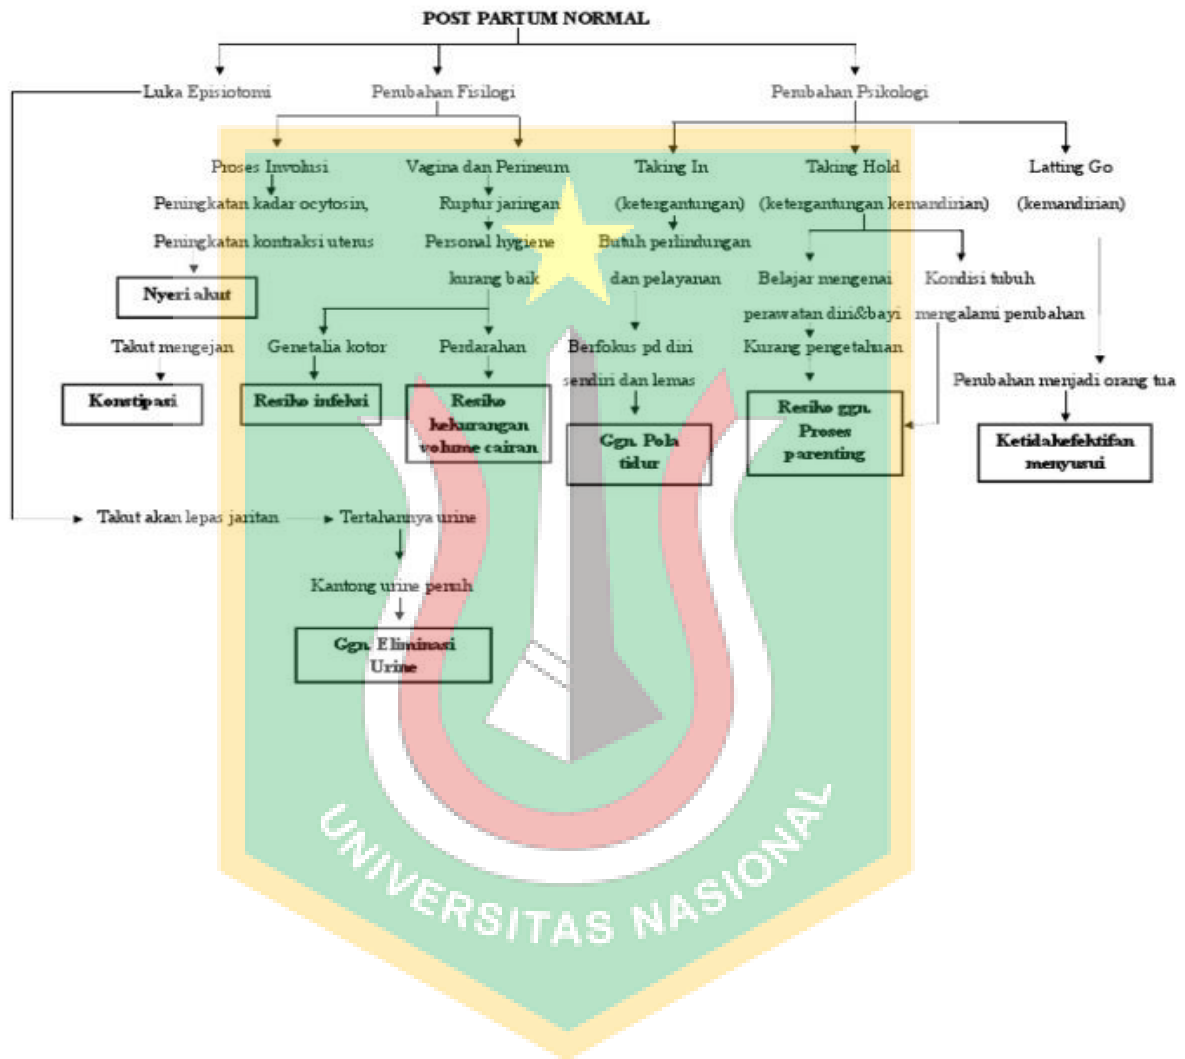 POST PARTUM NORMAL
Luka Episiotomi
Perubahan Fisilogi
Perubahan Psikologi
Proses Involusi
Vagina dan Perineum
Taking In
Taking Hold
Latting Go
Peningkatan kadar ocytosin,
Ruptur jaringan
(ketergantungan)
(ketergantungan kemandirian)
(kemandirian)
Peningkatan kontraksi uterus
Personal hygiene
Butuh perlindungan
kurang baik
dan pelayanan
Belajar mengenai
Kondisi tubuh
Nyeri akut
perawatan diri&bayi
mengalami perubahan
Takut mengejan
Genetalia kotor
Perdarahan
Berfokus pd diri
Kurang pengetahuan
sendiri dan lemas
Perubahan menjadi orang tua
Konstipasi
Resiko infeksi
Resiko
kekurangan
volume cairan
Resiko ggn.
Proses
parenting
Ggn. Pola
tidur
Ketidakefektifan
menyusui
Takut akan lepas jaritan
Tertahannya urine
Kantong urine penuh
Ggn. Eliminasi
Urine
UNIVERSITAS NASIONAL